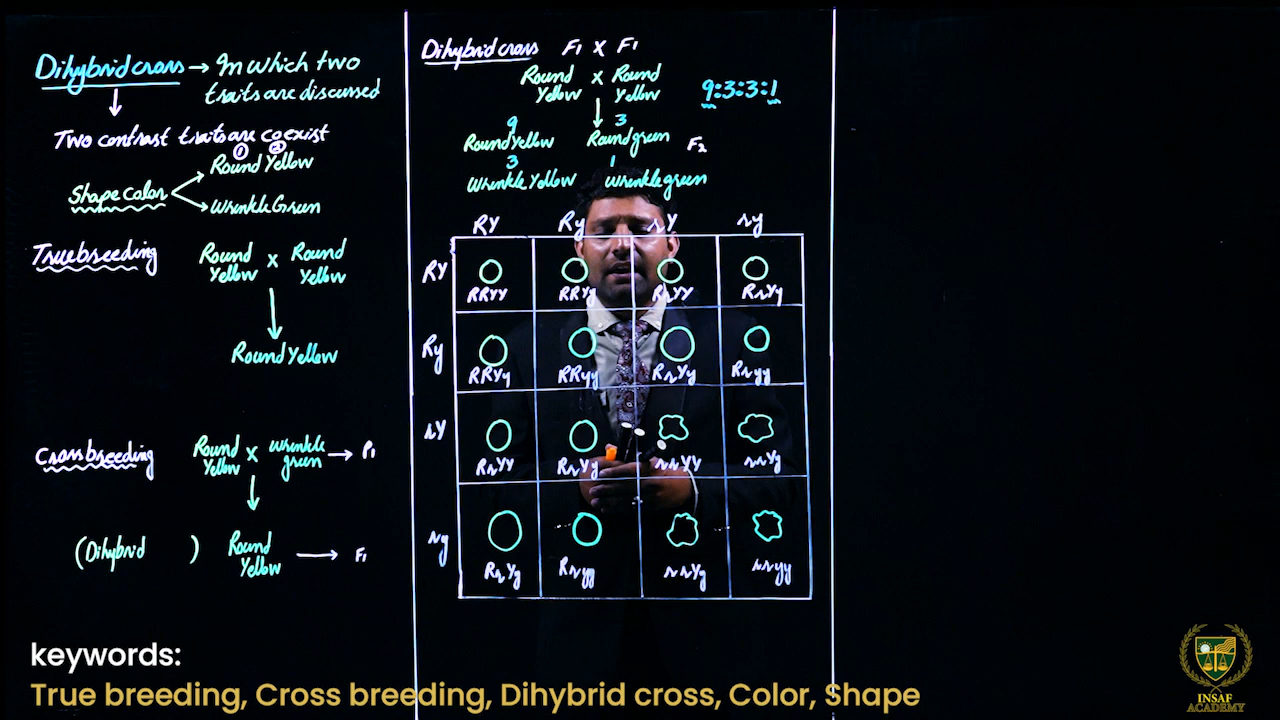 Dihybrid cross → In which two
traits are discussed
Two contrast traits are coexist
① ②
Round Yellow
Shape color
Wrinkle Green
True breeding
Round Yellow X Round Yellow
Round Yellow
Cross breeding
Round Yellow X wrinkle green → P1
(Dihybrid ) Round Yellow → F1
Dihybrid cross F1 X F1
Round Yellow X Round Yellow
9:3:3:1
9 3
Round Yellow Round green F2
3 1
Wrinkle Yellow Wrinkle green
RY Ry rY ry
RY
RRYY RRYy RrYY RrYy
Ry
RRYy RRyy RrYy Rryy
rY
RrYY RrYy rrYY rrYy
ry
RrYy Rryy rrYy rryy
keywords:
True breeding, Cross breeding, Dihybrid cross, Color, Shape
INSAF
ACADEMY